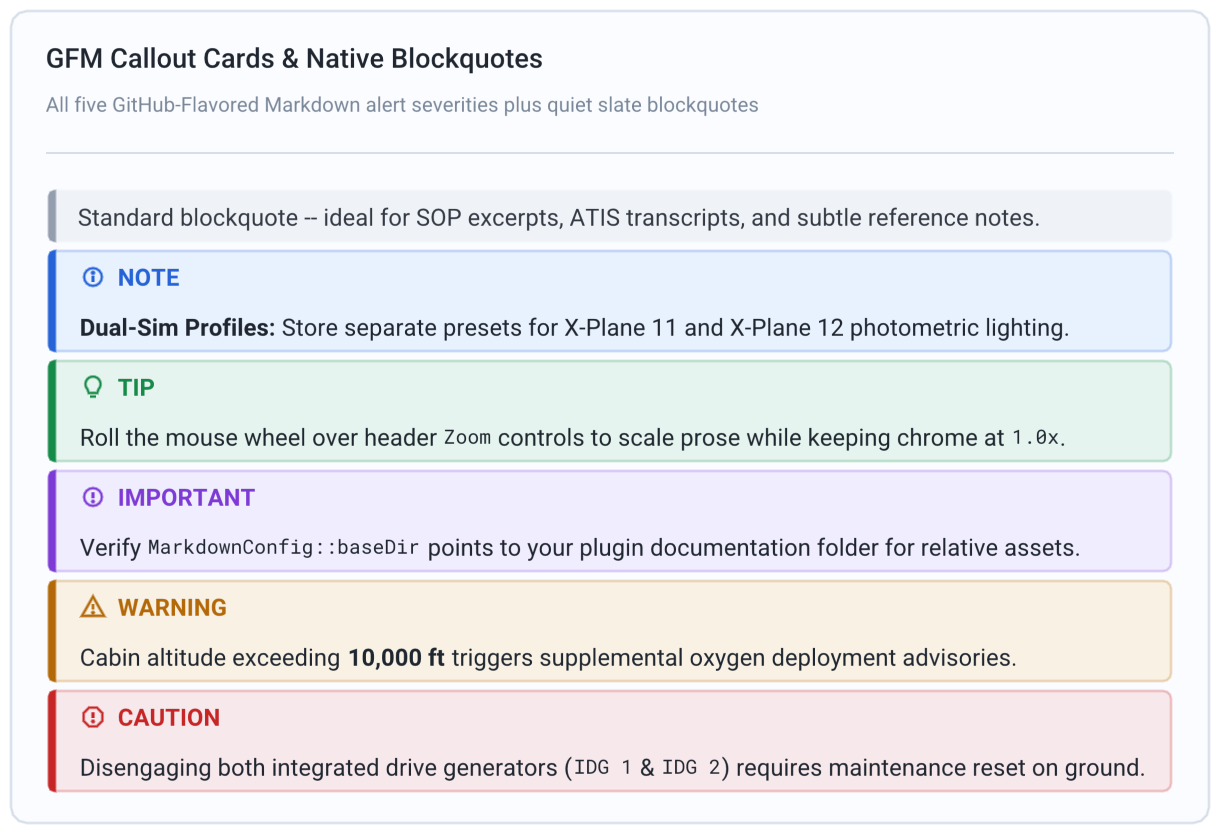 GFM Callout Cards & Native Blockquotes
All five GitHub-Flavored Markdown alert severities plus quiet slate blockquotes
Standard blockquote -- ideal for SOP excerpts, ATIS transcripts, and subtle reference notes.
NOTE
Dual-Sim Profiles: Store separate presets for X-Plane 11 and X-Plane 12 photometric lighting.
TIP
Roll the mouse wheel over header Zoom controls to scale prose while keeping chrome at 1.0x.
IMPORTANT
Verify MarkdownConfig::baseDir points to your plugin documentation folder for relative assets.
WARNING
Cabin altitude exceeding 10,000 ft triggers supplemental oxygen deployment advisories.
CAUTION
Disengaging both integrated drive generators (IDG 1 & IDG 2) requires maintenance reset on ground.